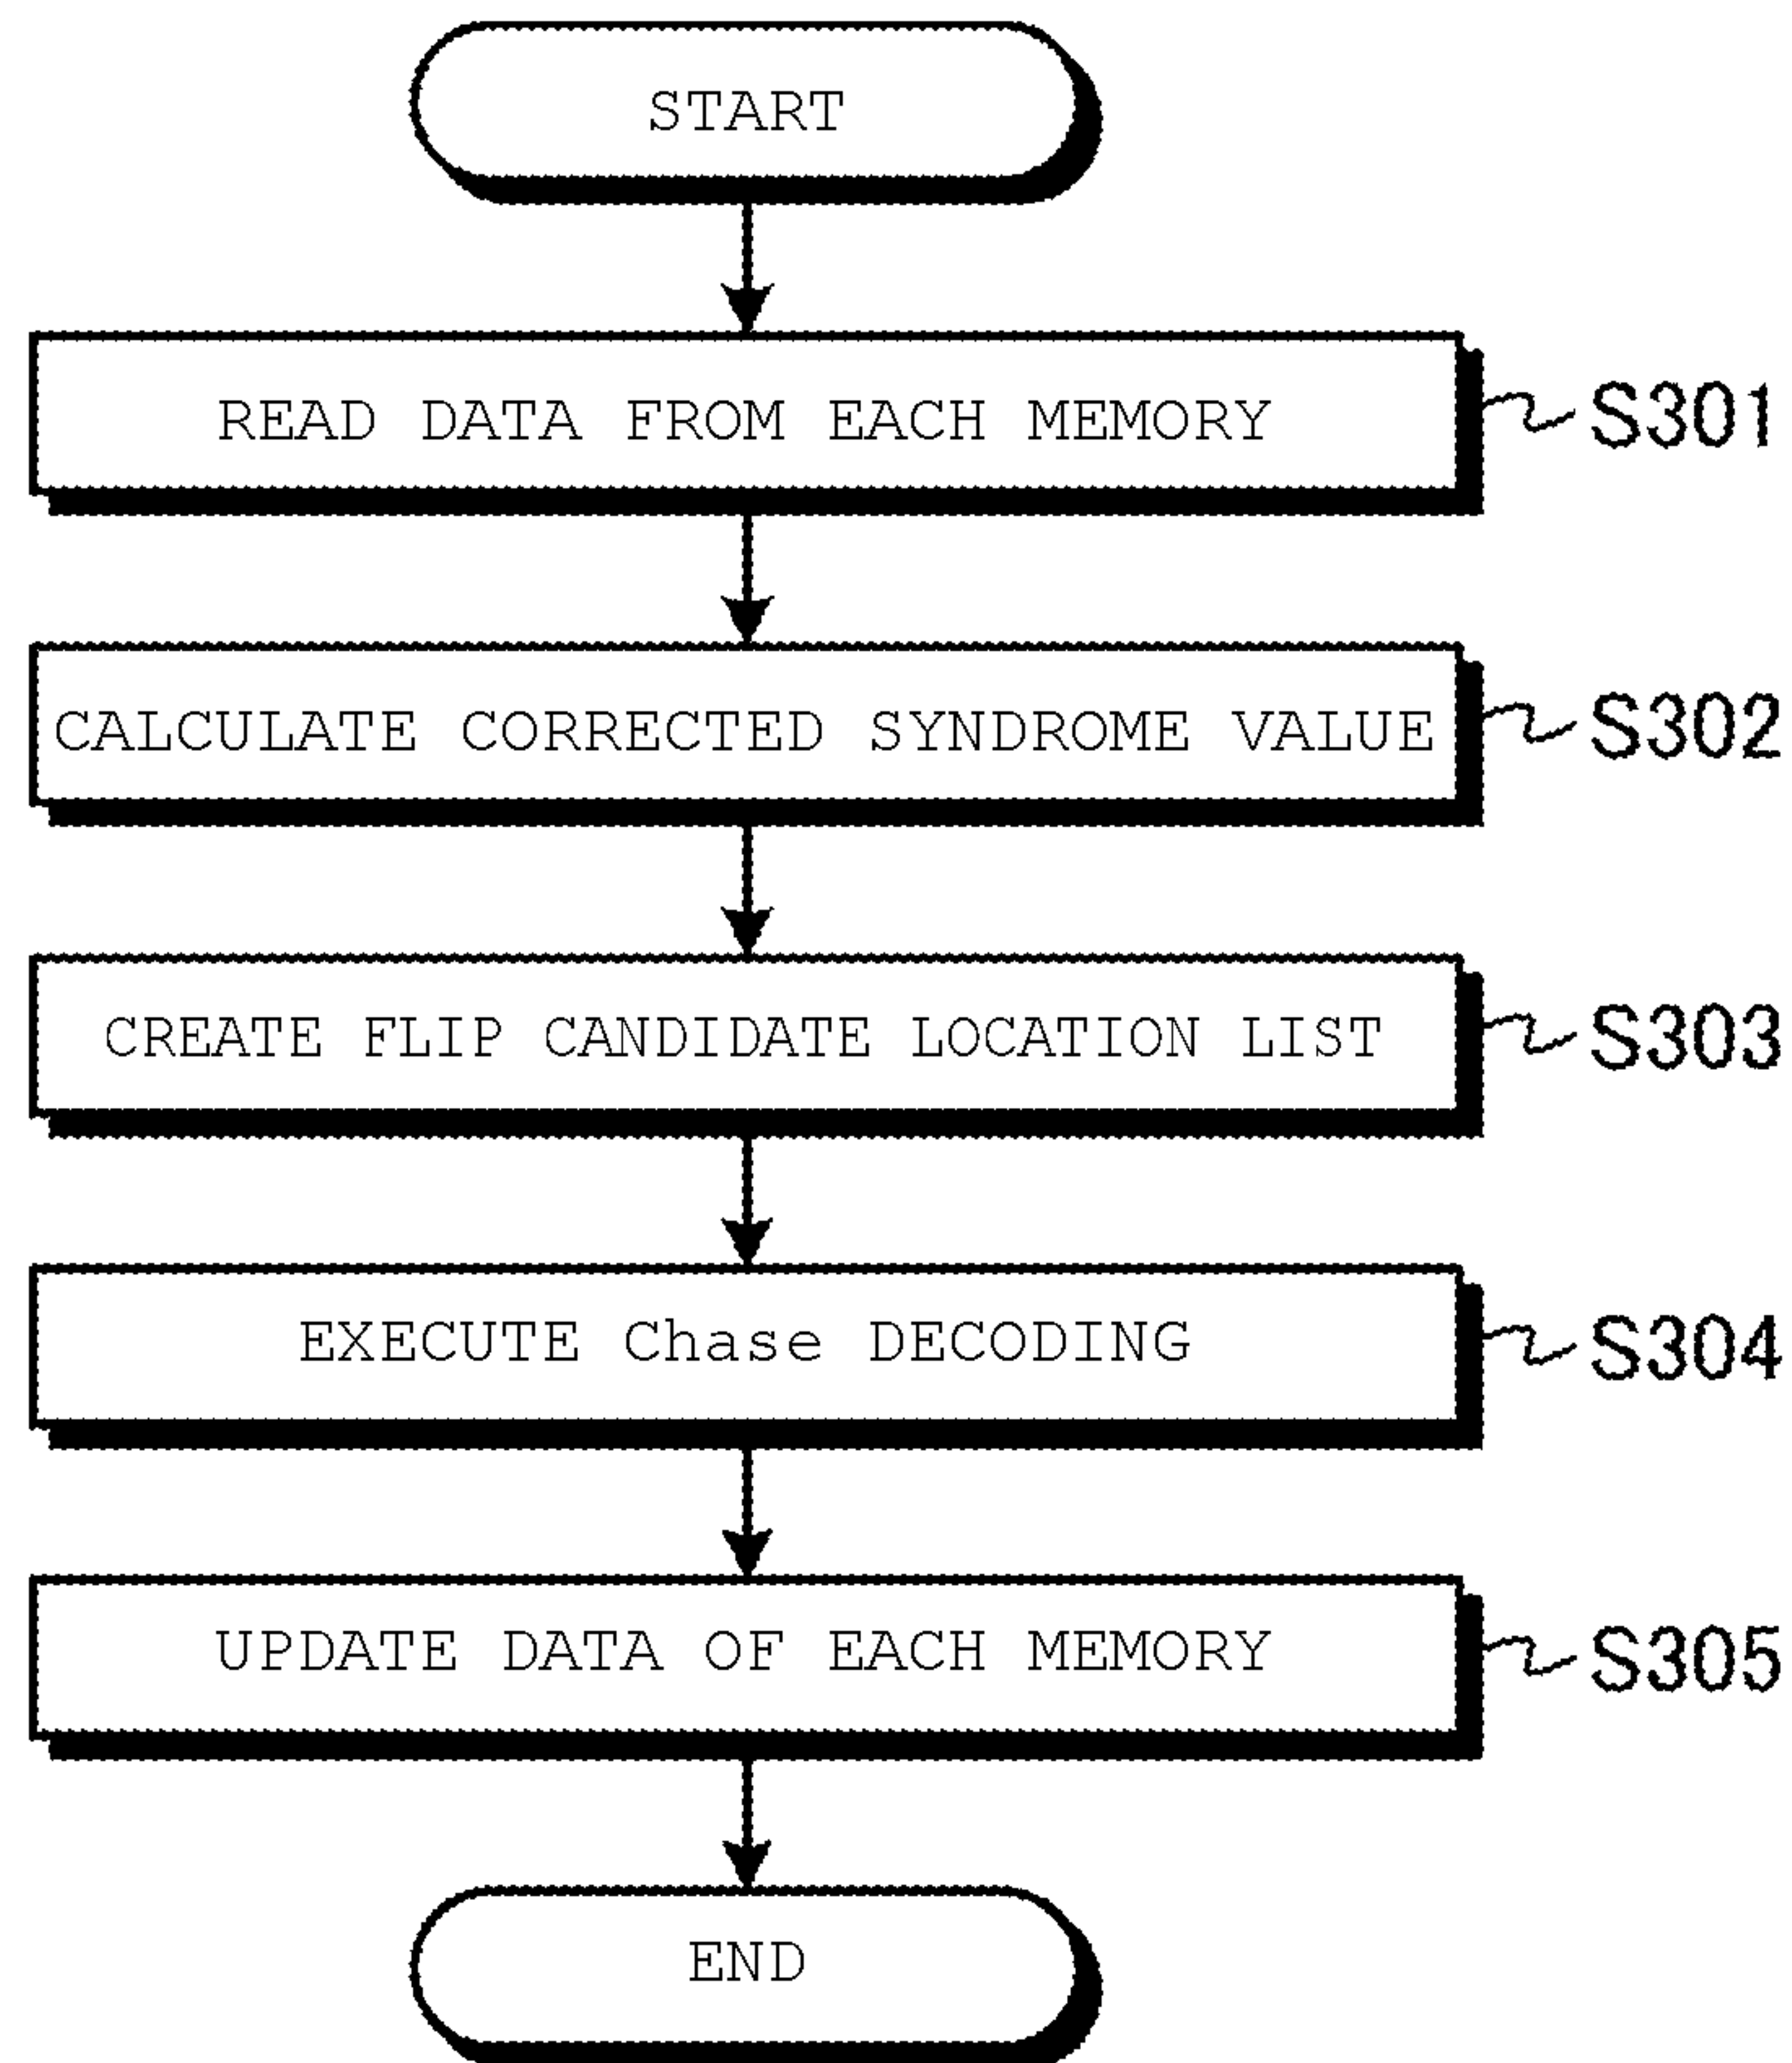 START
READ DATA FROM EACH MEMORY
S301
CALCULATE CORRECTED SYNDROME VALUE
S302
CREATE FLIP CANDIDATE LOCATION LIST
S303
EXECUTE Chase DECODING
S304
UPDATE DATA OF EACH MEMORY
S305
END